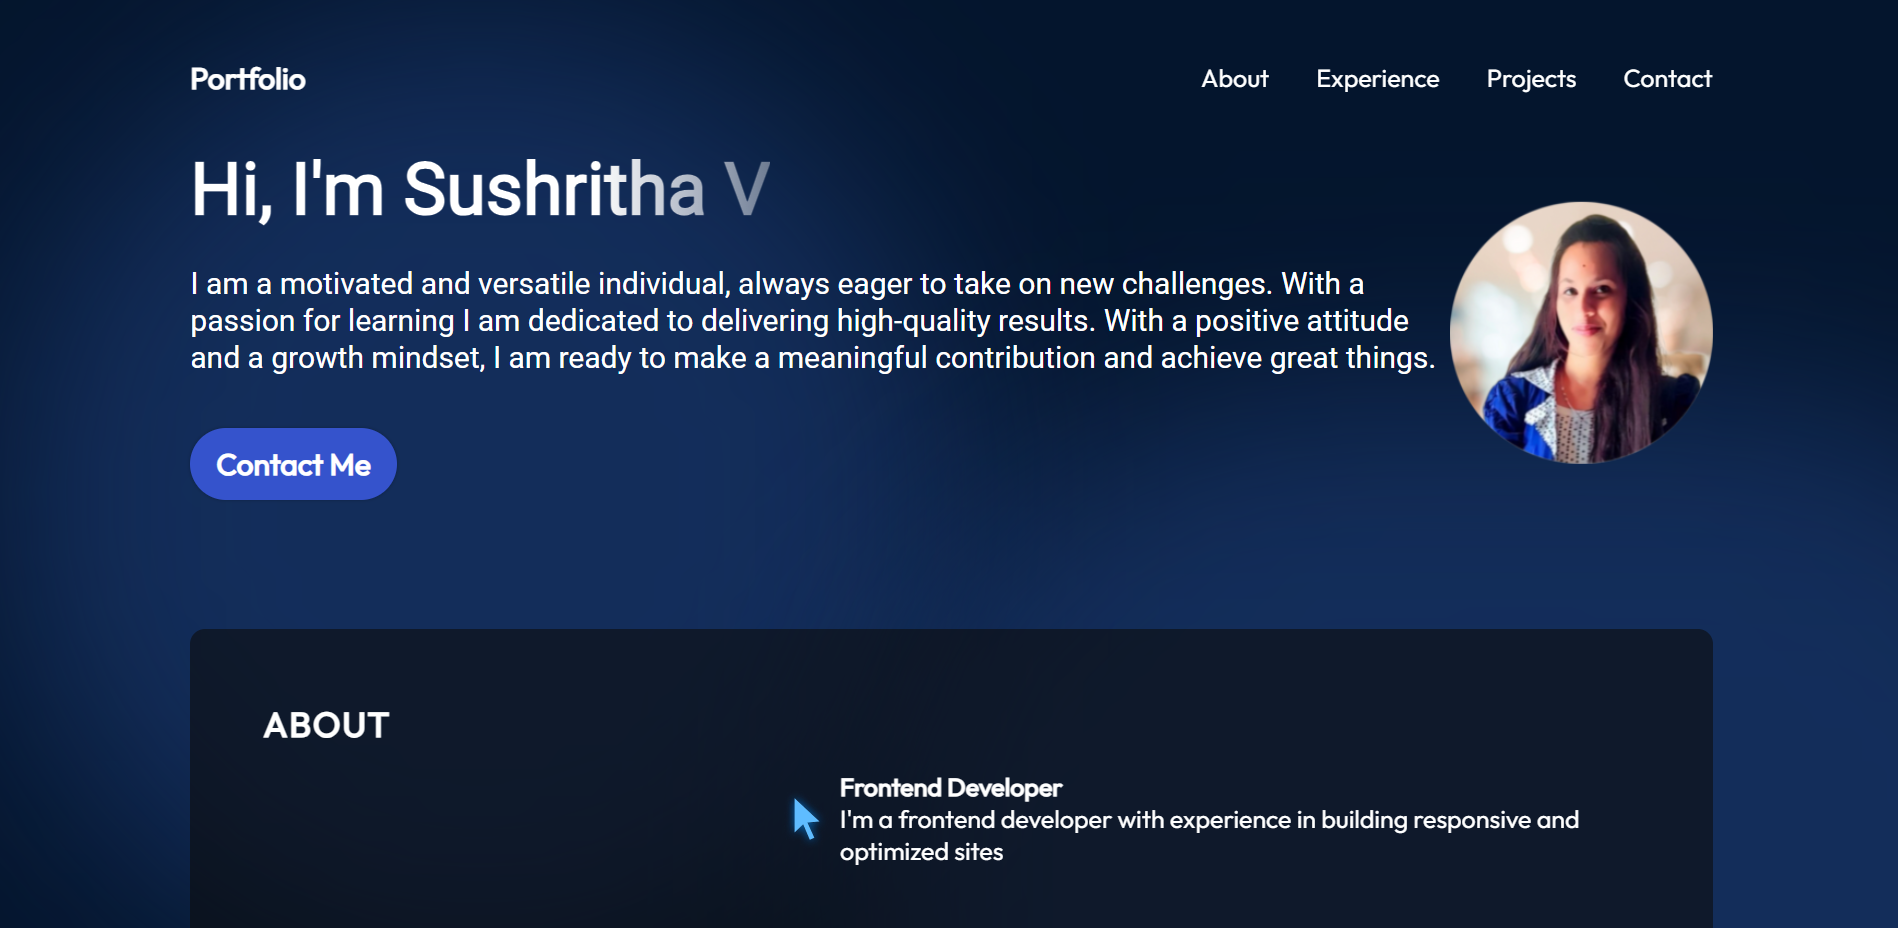 Portfolio
About Experience Projects Contact
Hi, I'm Sushritha V
I am a motivated and versatile individual, always eager to take on new challenges. With a
passion for learning I am dedicated to delivering high-quality results. With a positive attitude
and a growth mindset, I am ready to make a meaningful contribution and achieve great things.
Contact Me
ABOUT
Frontend Developer
I'm a frontend developer with experience in building responsive and
optimized sites